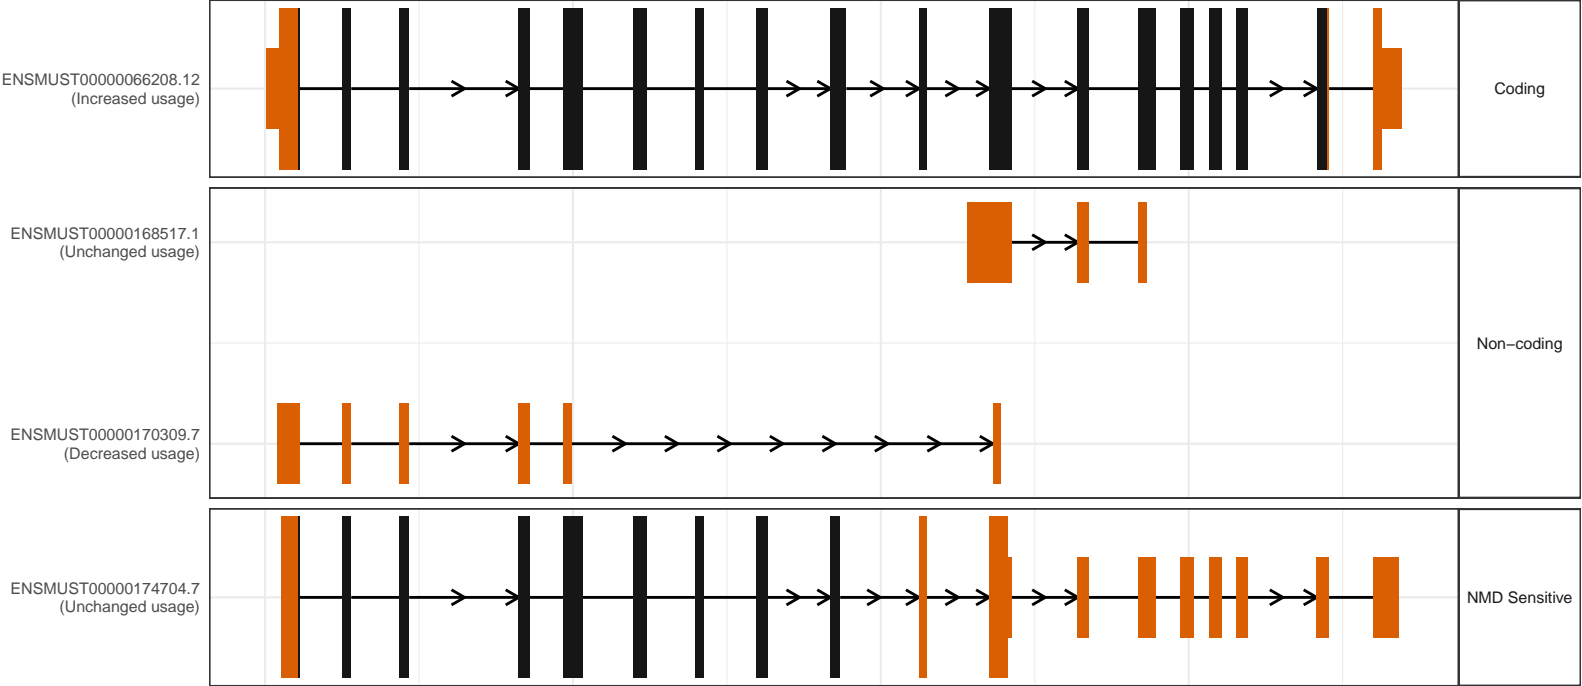 ENSMUST00000066208.12
(Increased usage)
Coding
ENSMUST00000168517.1
(Unchanged usage)
Non−coding
ENSMUST00000170309.7
(Decreased usage)
ENSMUST00000174704.7
(Unchanged usage)
NMD Sensitive